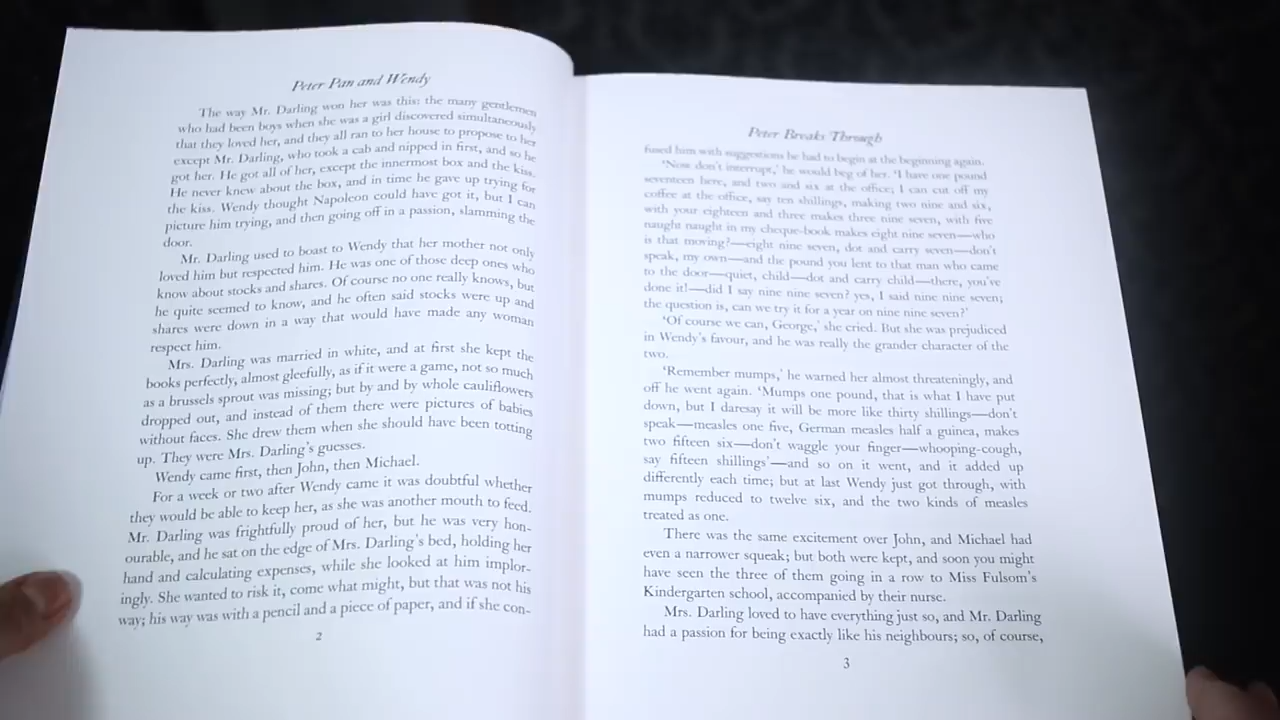 Peter Pan and Wendy
The way Mr. Darling won her was this: the many gentlemen
who had been boys when she was a girl discovered simultaneously
that they loved her, and they all ran to her house to propose to her
except Mr. Darling, who took a cab and nipped in first, and so he
got her. He got all of her, except the innermost box and the kiss.
He never knew about the box, and in time he gave up trying for
the kiss. Wendy thought Napoleon could have got it, but I can
picture him trying, and then going off in a passion, slamming the
door.
Mr. Darling used to boast to Wendy that her mother not only
loved him but respected him. He was one of those deep ones who
know about stocks and shares. Of course no one really knows, but
he quite seemed to know, and he often said stocks were up and
shares were down in a way that would have made any woman
respect him.
Mrs. Darling was married in white, and at first she kept the
books perfectly, almost gleefully, as if it were a game, not so much
as a brussels sprout was missing; but by and by whole cauliflowers
dropped out, and instead of them there were pictures of babies
without faces. She drew them when she should have been totting
up. They were Mrs. Darling's guesses.
Wendy came first, then John, then Michael.
For a week or two after Wendy came it was doubtful whether
they would be able to keep her, as she was another mouth to feed.
Mr. Darling was frightfully proud of her, but he was very hon-
ourable, and he sat on the edge of Mrs. Darling's bed, holding her
hand and calculating expenses, while she looked at him implor-
ingly. She wanted to risk it, come what might, but that was not his
way; his way was with a pencil and a piece of paper, and if she con-
2
Peter Breaks Through
fused him with suggestions he had to begin at the beginning again.
'Now don't interrupt,' he would beg of her. 'I have one pound
seventeen here, and two and six at the office; I can cut off my
coffee at the office, say ten shillings, making two nine and six,
with your eighteen and three makes three nine seven, with five
naught naught in my cheque-book makes eight nine seven—who
is that moving?—eight nine seven, dot and carry seven—don't
speak, my own—and the pound you lent to that man who came
to the door—quiet, child—dot and carry child—there, you've
done it!—did I say nine nine seven? yes, I said nine nine seven;
the question is, can we try it for a year on nine nine seven?'
'Of course we can, George,' she cried. But she was prejudiced
in Wendy's favour, and he was really the grander character of the
two.
'Remember mumps,' he warned her almost threateningly, and
off he went again. 'Mumps one pound, that is what I have put
down, but I daresay it will be more like thirty shillings—don't
speak—measles one five, German measles half a guinea, makes
two fifteen six—don't waggle your finger—whooping-cough,
say fifteen shillings'—and so on it went, and it added up
differently each time; but at last Wendy just got through, with
mumps reduced to twelve six, and the two kinds of measles
treated as one.
There was the same excitement over John, and Michael had
even a narrower squeak; but both were kept, and soon you might
have seen the three of them going in a row to Miss Fulsom's
Kindergarten school, accompanied by their nurse.
Mrs. Darling loved to have everything just so, and Mr. Darling
had a passion for being exactly like his neighbours; so, of course,
3